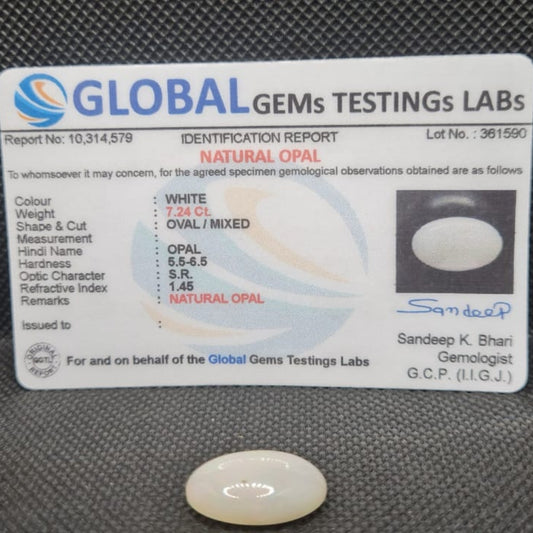 GLOBAL GEMs TESTINGs LABs
Report No: 10,314,579 IDENTIFICATION REPORT Lot No. : 361590
NATURAL OPAL
To whomsoever it may concern, for the agreed specimen gemological observations obtained are as follows
Colour : WHITE
Weight : 7.24 Ct.
Shape & Cut : OVAL / MIXED
Measurement :
Hindi Name : OPAL
Hardness : 5.5-6.5
Optic Character : S.R.
Refractive Index : 1.45
Remarks : NATURAL OPAL
Issued to :
SandeeP
Sandeep K. Bhari
Gemologist
G.C.P. (I.I.G.J.)
ORIGINAL
GGTL
REPORT
For and on behalf of the Global Gems Testings Labs